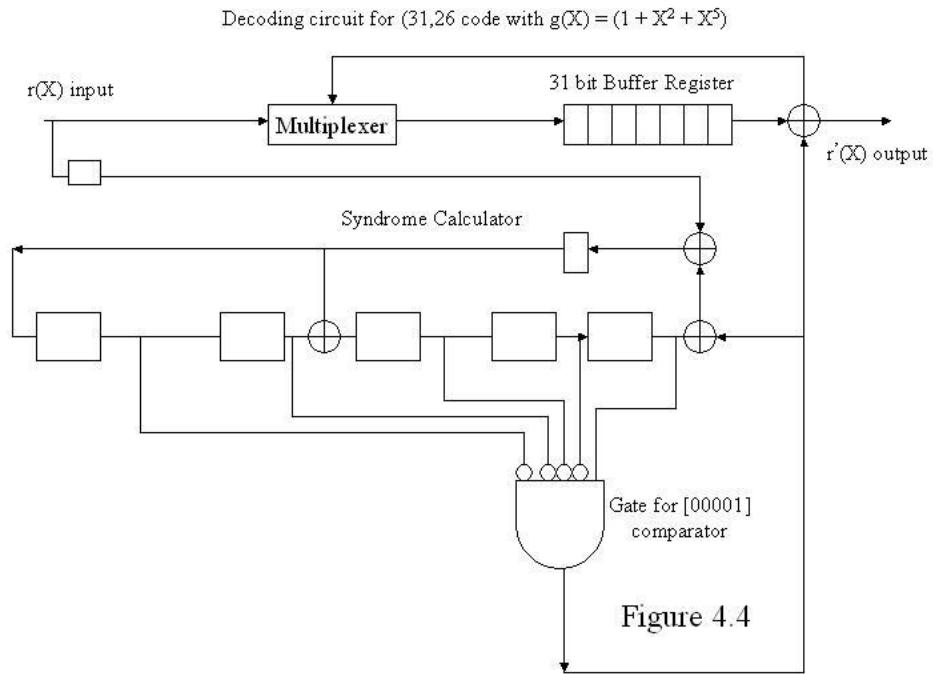 Decoding circuit for (31,26 code with g(X) = (1 + X² + X⁵)
r(X) input
31 bit Buffer Register
Multiplexer
r'(X) output
Syndrome Calculator
Gate for [00001]
comparator
Figure 4.4